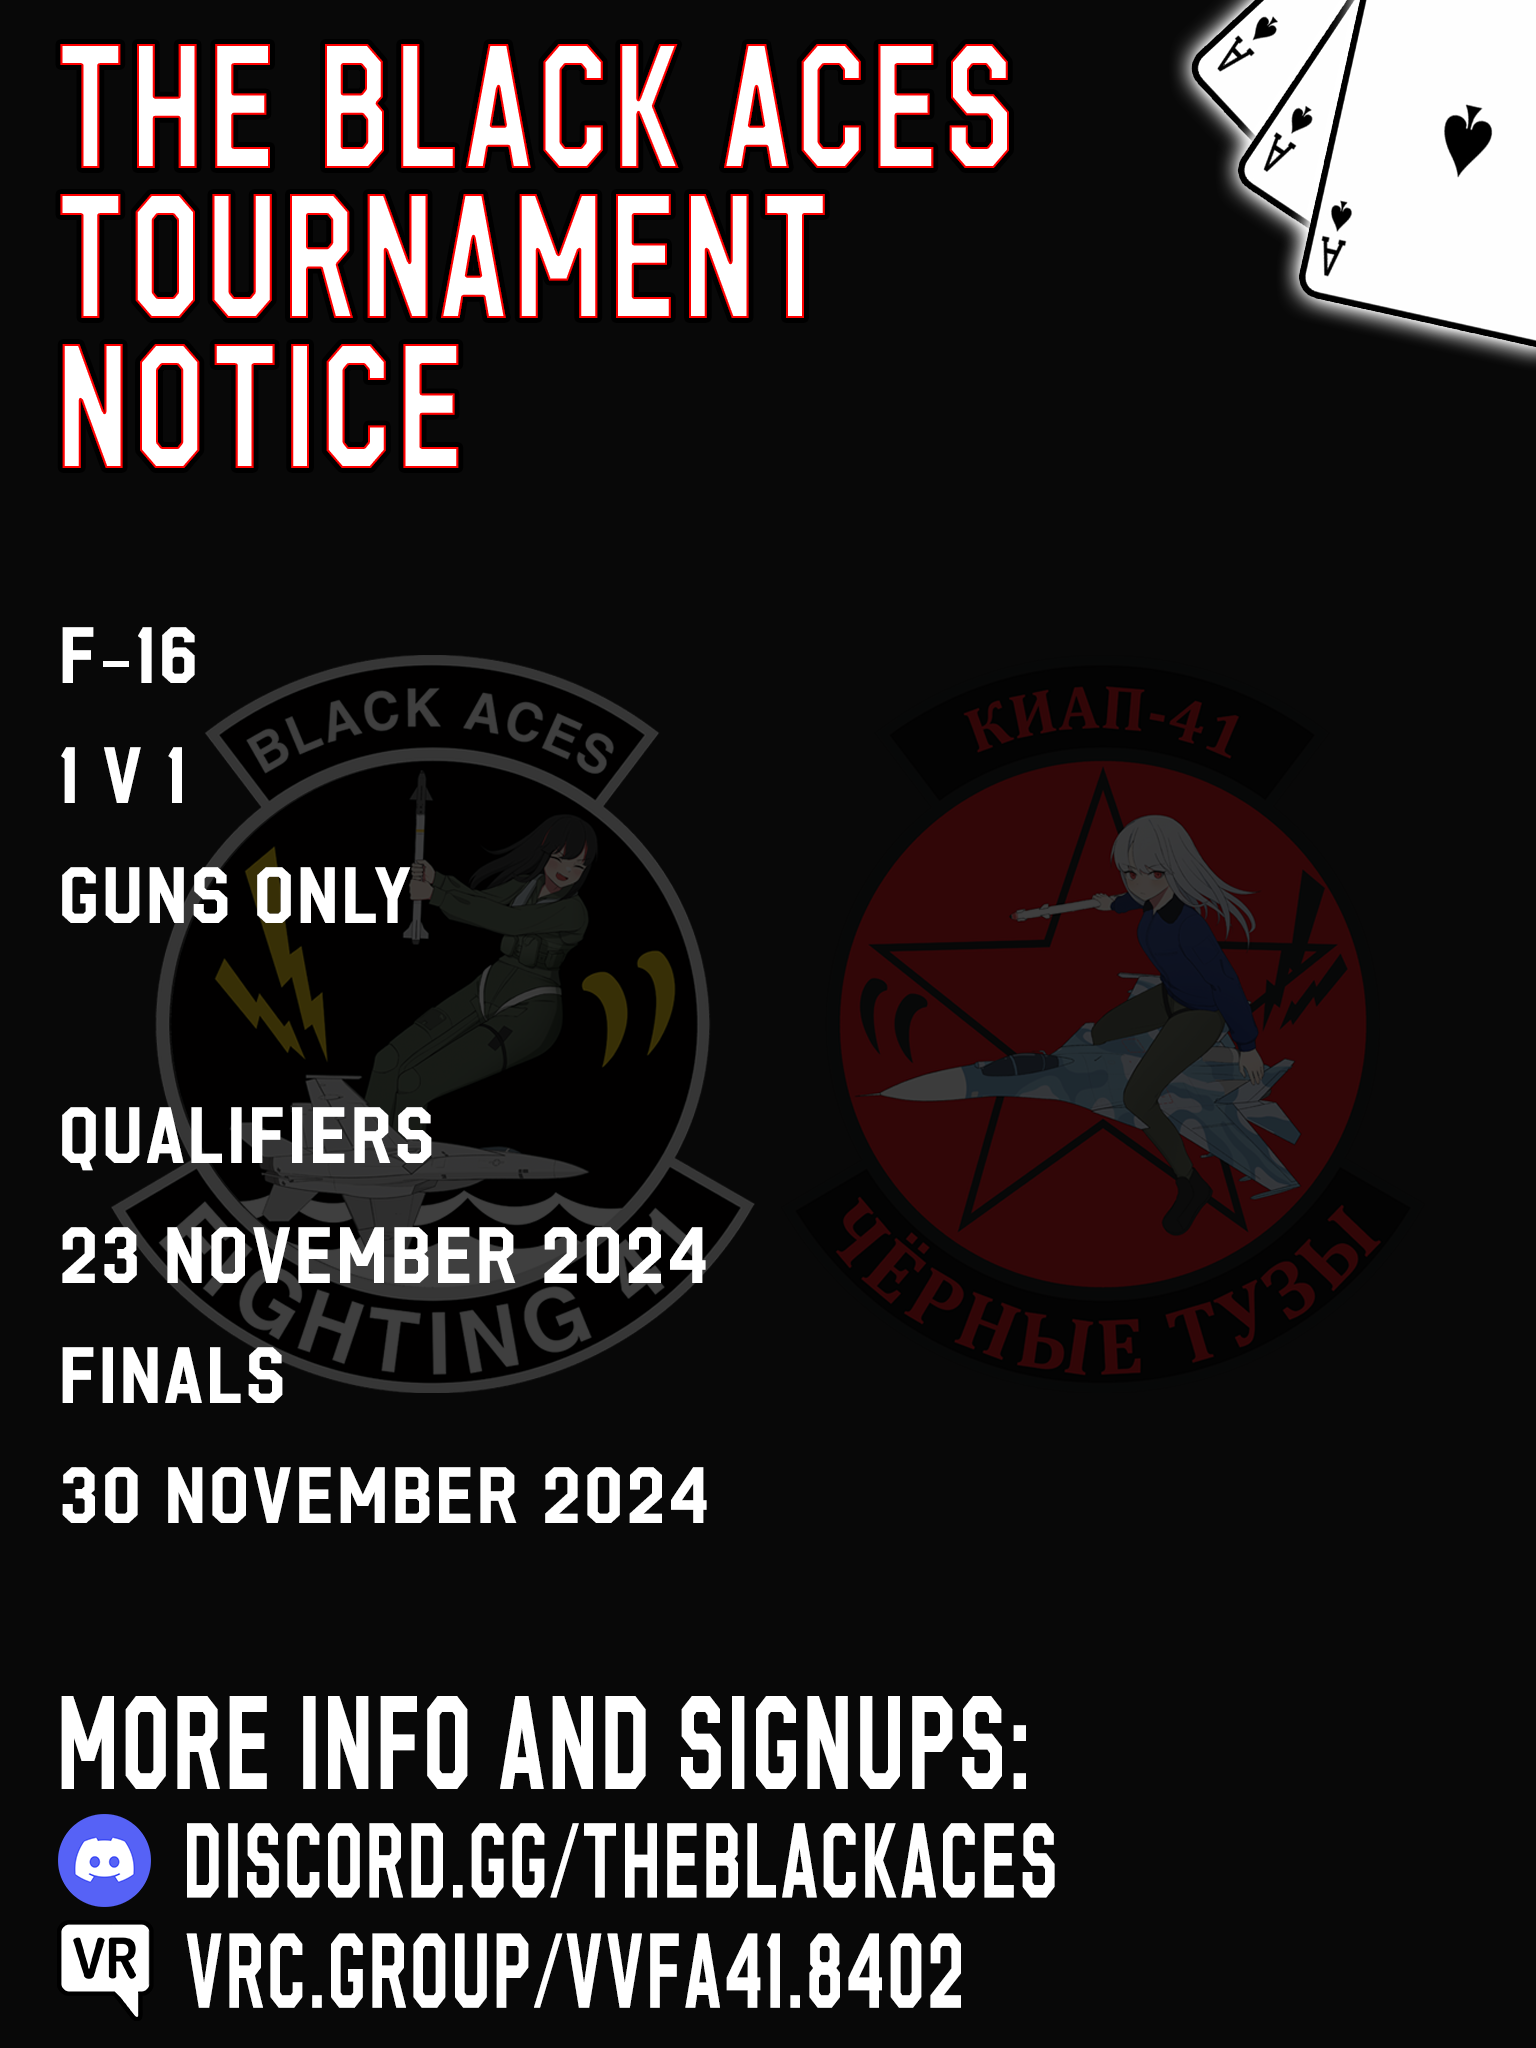 THE BLACK ACES
TOURNAMENT
NOTICE
A
A
A
F-16
1 V 1
GUNS ONLY
QUALIFIERS
23 NOVEMBER 2024
FINALS
30 NOVEMBER 2024
BLACK ACES
FIGHTING 41
КИАП-41
ЧЁРНЫЕ ТУЗЫ
MORE INFO AND SIGNUPS:
DISCORD.GG/THEBLACKACES
VR
VRC.GROUP/VVFA41.8402